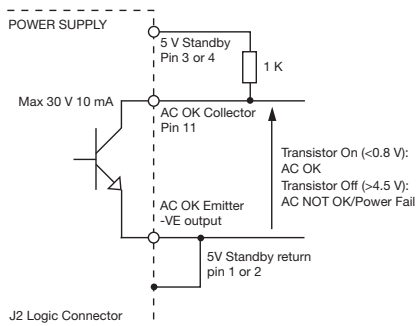 POWER SUPPLY
5 V Standby
Pin 3 or 4
1 K
Max 30 V 10 mA
AC OK Collector
Pin 11
Transistor On (<0.8 V):
AC OK
Transistor Off (>4.5 V):
AC NOT OK/Power Fail
AC OK Emitter
-VE output
5V Standby return
pin 1 or 2
J2 Logic Connector